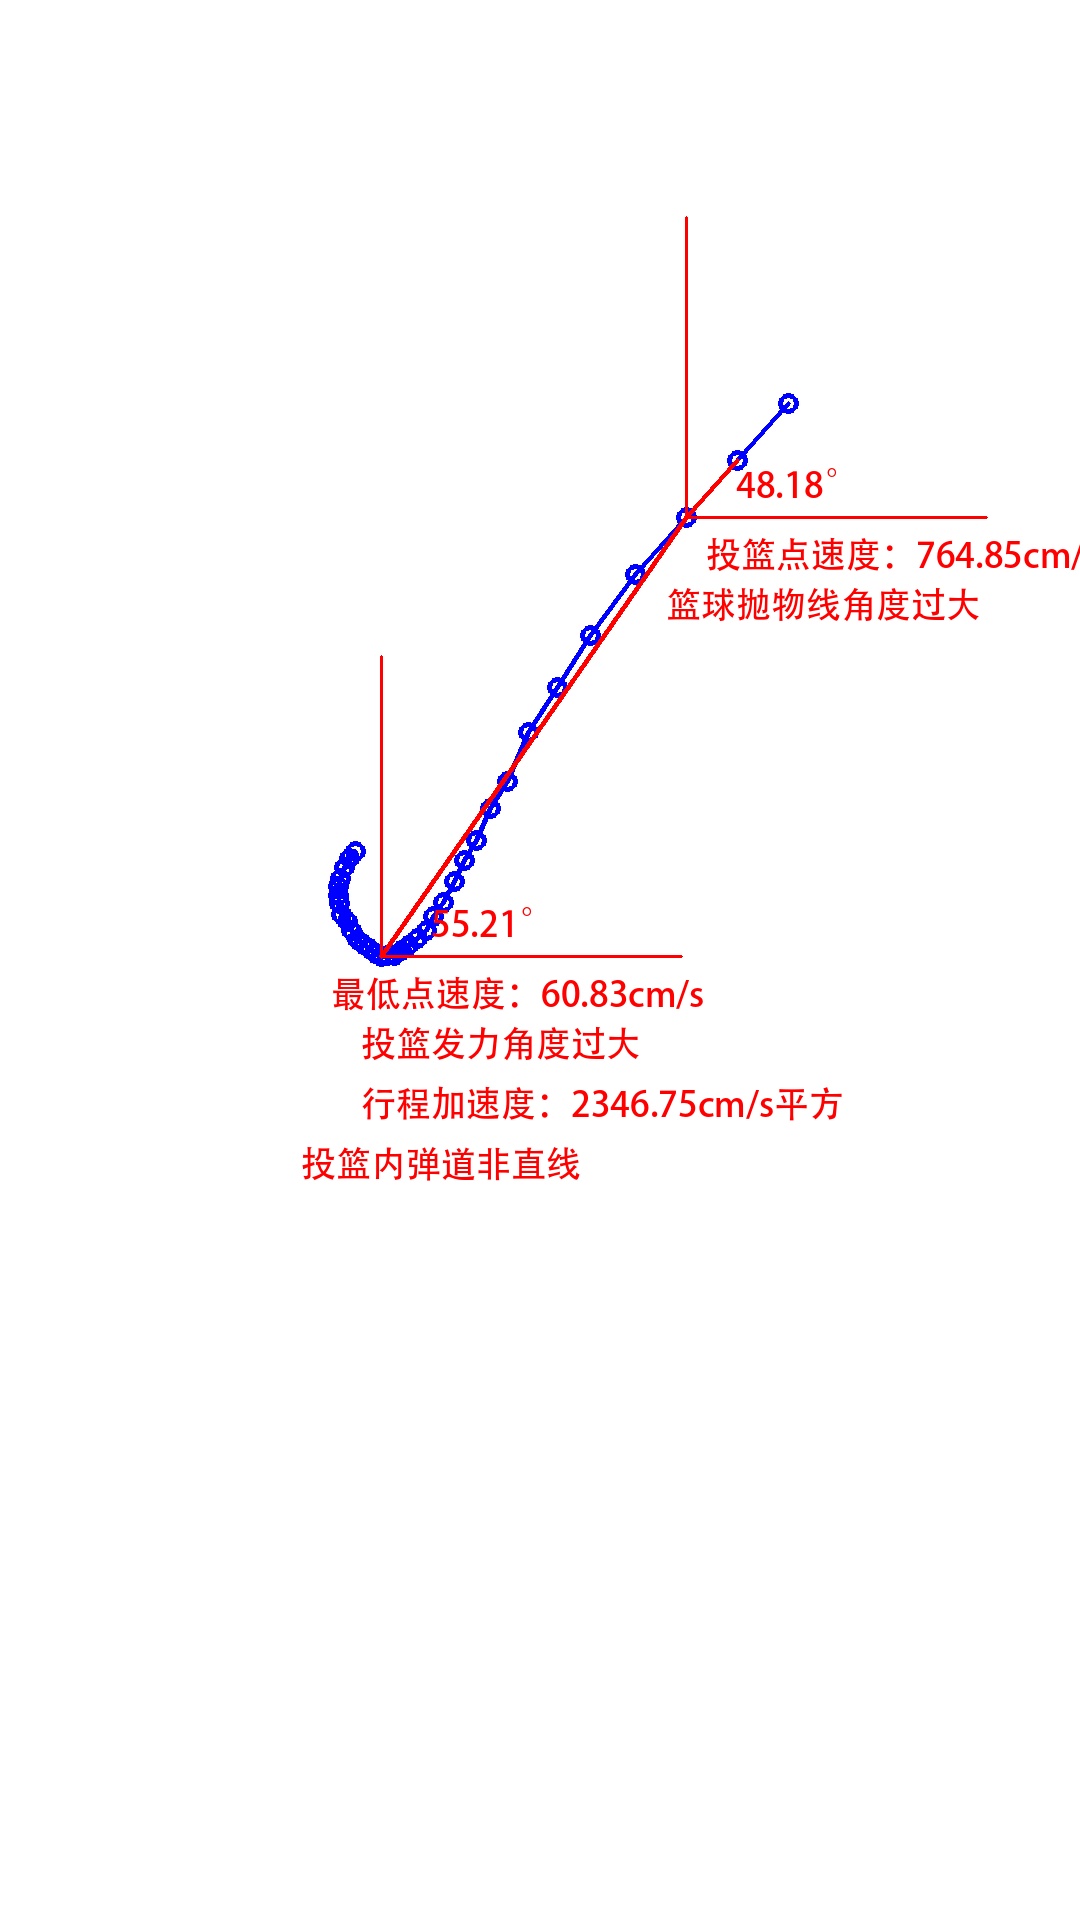 48.18°
投篮点速度：764.85cm/
篮球抛物线角度过大
55.21°
最低点速度：60.83cm/s
投篮发力角度过大
行程加速度：2346.75cm/s平方
投篮内弹道非直线